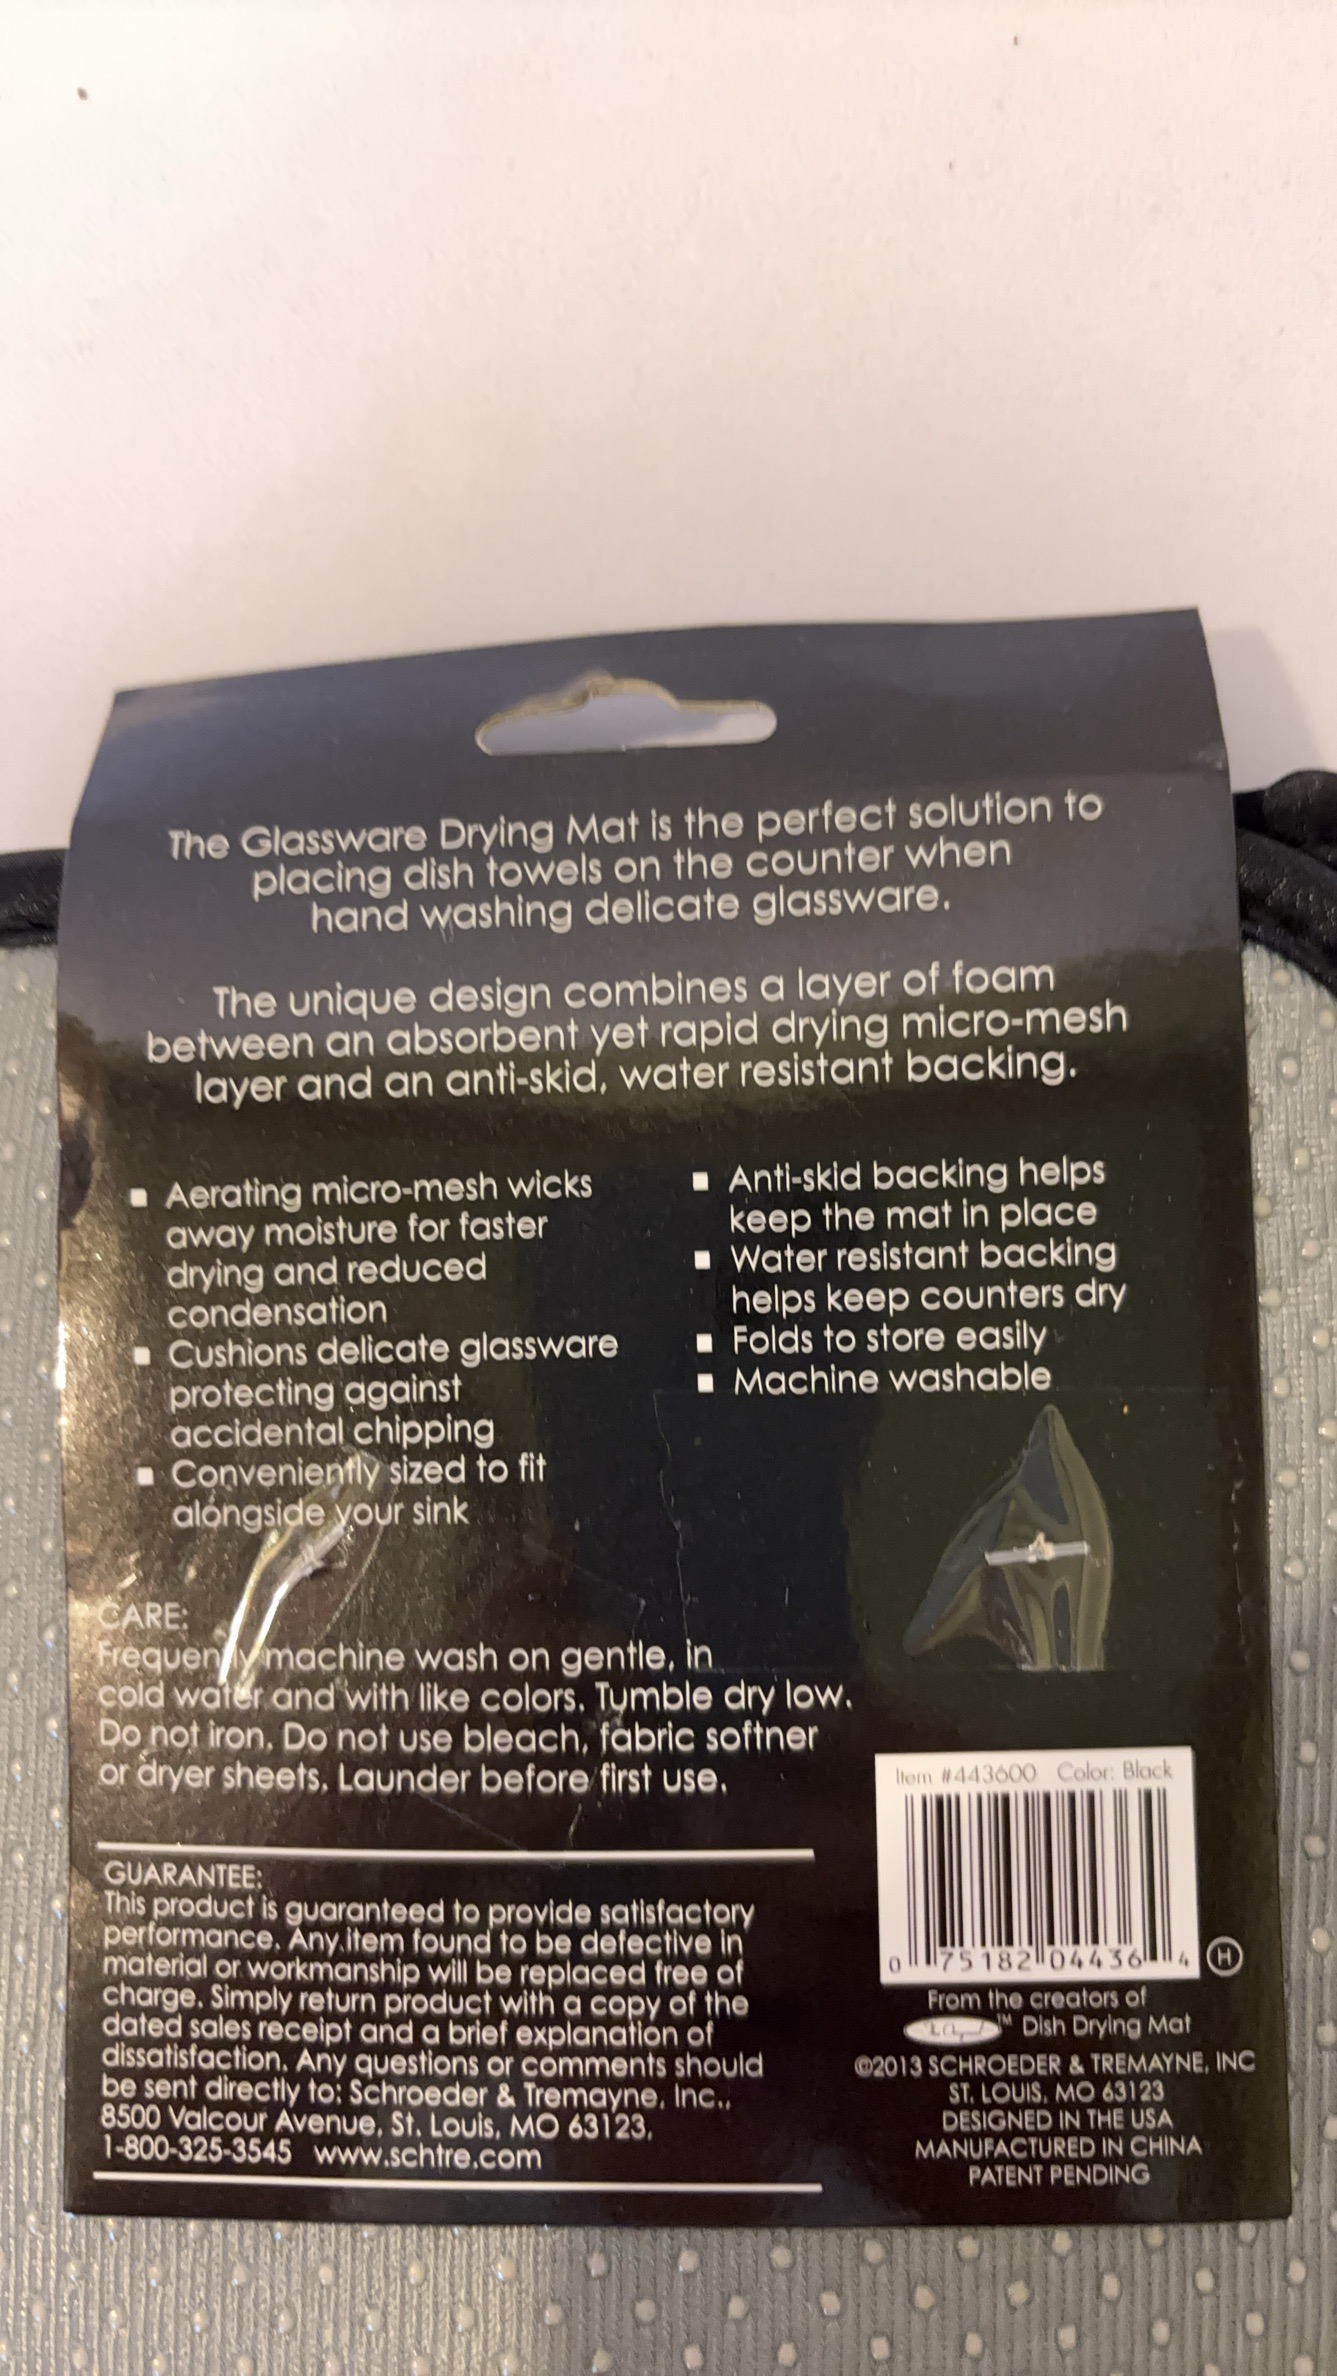 The Glassware Drying Mat is the perfect solution to
placing dish towels on the counter when
hand washing delicate glassware.
The unique design combines a layer of foam
between an absorbent yet rapid drying micro-mesh
layer and an anti-skid, water resistant backing.
▪ Aerating micro-mesh wicks
away moisture for faster
drying and reduced
condensation
▪ Cushions delicate glassware
protecting against
accidental chipping
▪ Conveniently sized to fit
alongside your sink
▪ Anti-skid backing helps
keep the mat in place
▪ Water resistant backing
helps keep counters dry
▪ Folds to store easily
▪ Machine washable
CARE:
Frequently machine wash on gentle, in
cold water and with like colors. Tumble dry low.
Do not iron. Do not use bleach, fabric softner
or dryer sheets. Launder before first use.
GUARANTEE:
This product is guaranteed to provide satisfactory
performance. Any item found to be defective in
material or workmanship will be replaced free of
charge. Simply return product with a copy of the
dated sales receipt and a brief explanation of
dissatisfaction. Any questions or comments should
be sent directly to: Schroeder & Tremayne, Inc.,
8500 Valcour Avenue, St. Louis, MO 63123,
1-800-325-3545 www.schtre.com
Item #443600 Color: Black
0 75182 04436 4
H
From the creators of
™ Dish Drying Mat
©2013 SCHROEDER & TREMAYNE, INC
ST. LOUIS, MO 63123
DESIGNED IN THE USA
MANUFACTURED IN CHINA
PATENT PENDING